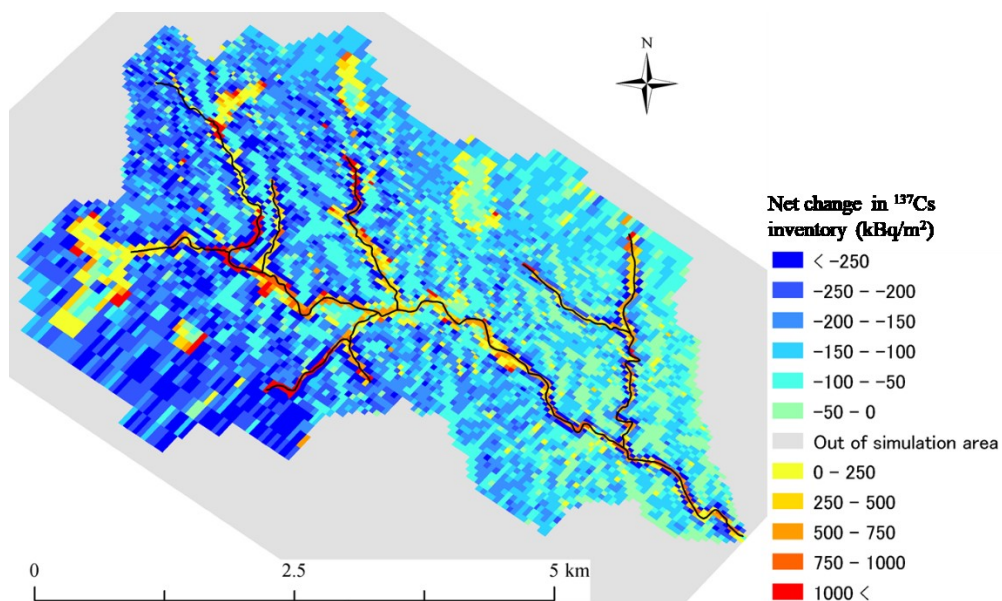 N
Net change in ¹³⁷Cs
inventory (kBq/m²)
< -250
-250 – -200
-200 – -150
-150 – -100
-100 – -50
-50 – 0
Out of simulation area
0 – 250
250 – 500
500 – 750
750 – 1000
1000 <
0 2.5 5 km